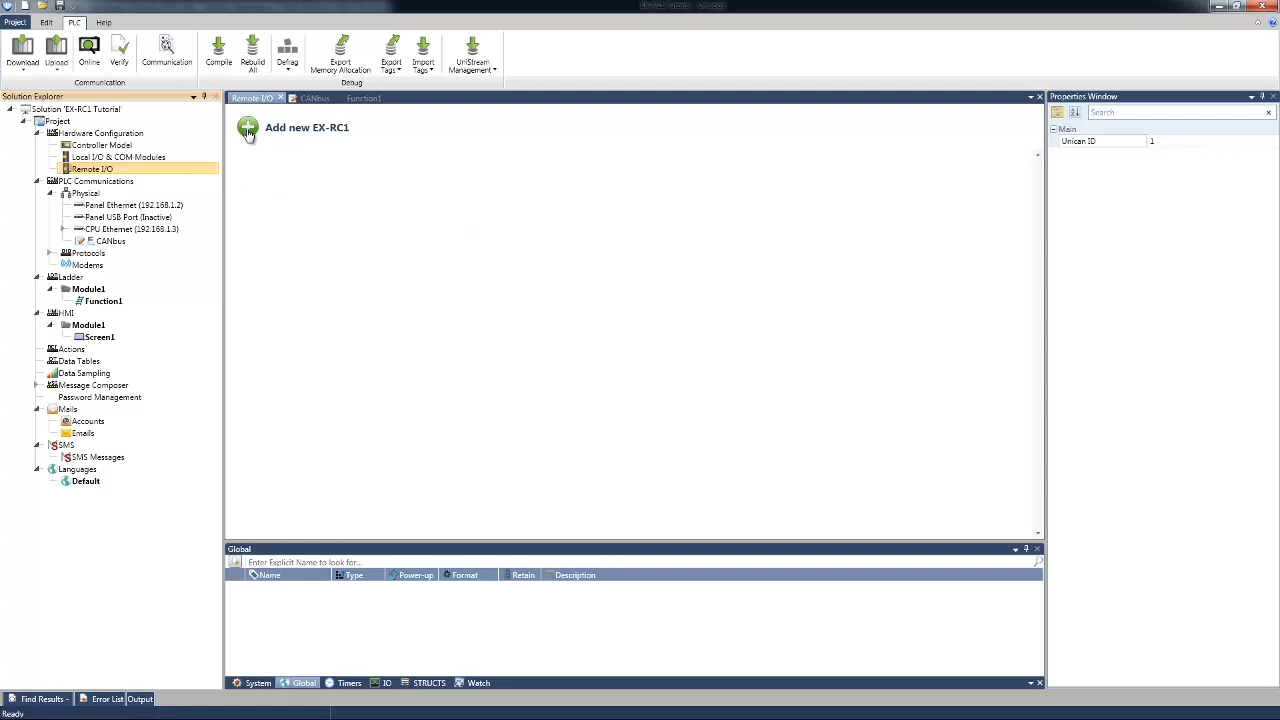 EX-RC1 Tutorial - UniLogic
Project Edit PLC Help
Download Upload Online Verify Communication Compile Rebuild All Defrag Export Memory Allocation Export Tags Import Tags UniStream Management
Communication Debug
Solution Explorer
Remote I/O CANbus Function1
Properties Window
Solution 'EX-RC1 Tutorial'
Project
Hardware Configuration
Controller Model
Local I/O & COM Modules
Remote I/O
PLC Communications
Physical
Panel Ethernet (192.168.1.2)
Panel USB Port (Inactive)
CPU Ethernet (192.168.1.3)
CANbus
Protocols
Modems
Ladder
Module1
Function1
HMI
Module1
Screen1
Actions
Data Tables
Data Sampling
Message Composer
Password Management
Mails
Accounts
Emails
SMS
SMS Messages
Languages
Default
Add new EX-RC1
Search
Main
Unican ID 1
Global
Enter Explicit Name to look for...
Name Type Power-up Format Retain Description
System Global Timers IO STRUCTS Watch
Find Results - Error List Output
Ready